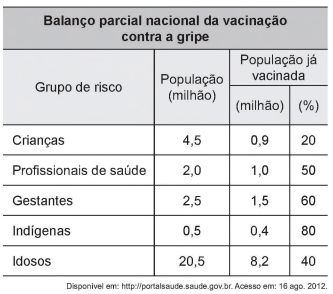 Balanço parcial nacional da vacinação
contra a gripe
Grupo de risco
População
(milhão)
População já
vacinada
(milhão) (%)
Crianças 4,5 0,9 20
Profissionais de saúde 2,0 1,0 50
Gestantes 2,5 1,5 60
Indígenas 0,5 0,4 80
Idosos 20,5 8,2 40
Disponível em: http://portalsaude.saude.gov.br. Acesso em: 16 ago. 2012.